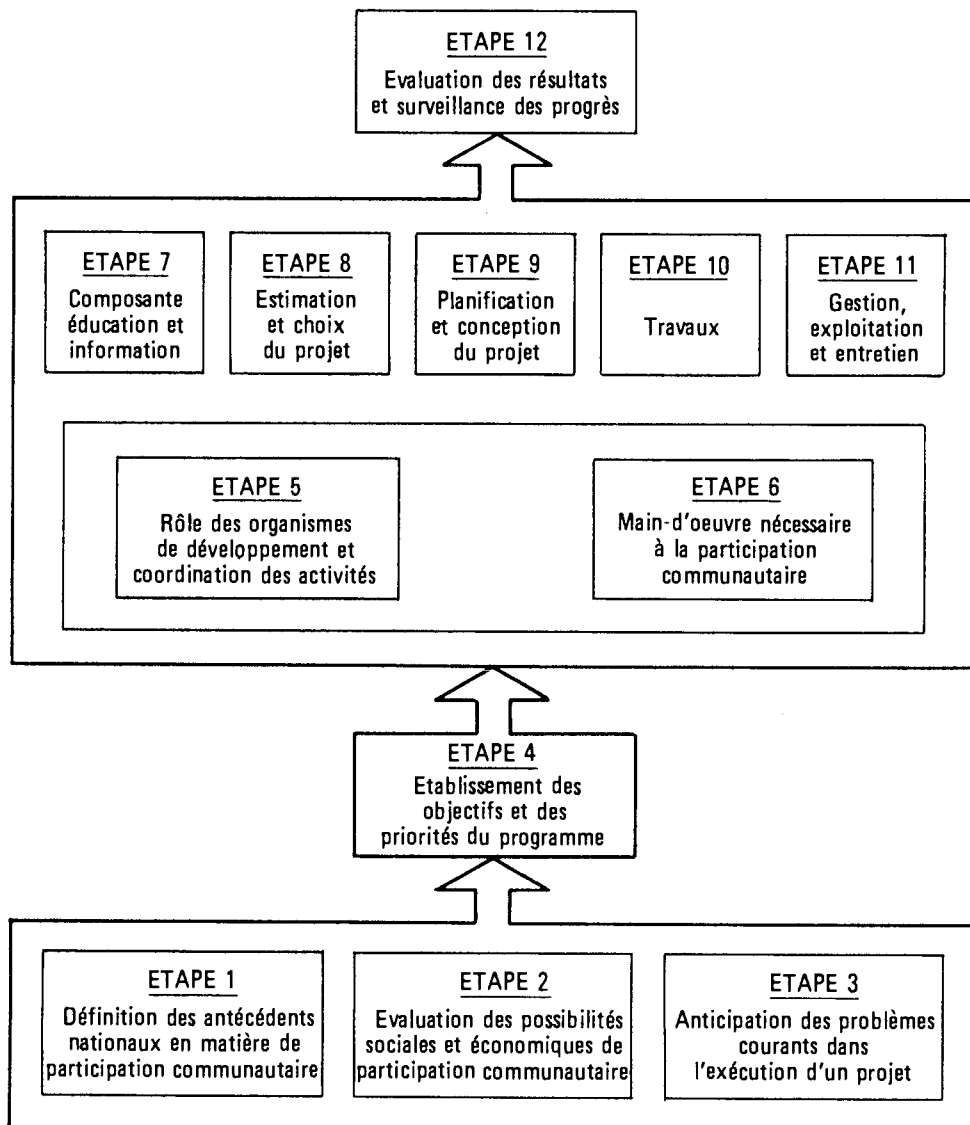 ETAPE 12
Evaluation des résultats
et surveillance des progrès
ETAPE 7
Composante
éducation et
information
ETAPE 8
Estimation
et choix
du projet
ETAPE 9
Planification
et conception
du projet
ETAPE 10
Travaux
ETAPE 11
Gestion,
exploitation
et entretien
ETAPE 5
Rôle des organismes
de développement et
coordination des activités
ETAPE 6
Main-d'oeuvre nécessaire
à la participation
communautaire
ETAPE 4
Etablissement des
objectifs et des
priorités du programme
ETAPE 1
Définition des antécédents
nationaux en matière de
participation communautaire
ETAPE 2
Evaluation des possibilités
sociales et économiques de
participation communautaire
ETAPE 3
Anticipation des problèmes
courants dans
l'exécution d'un projet